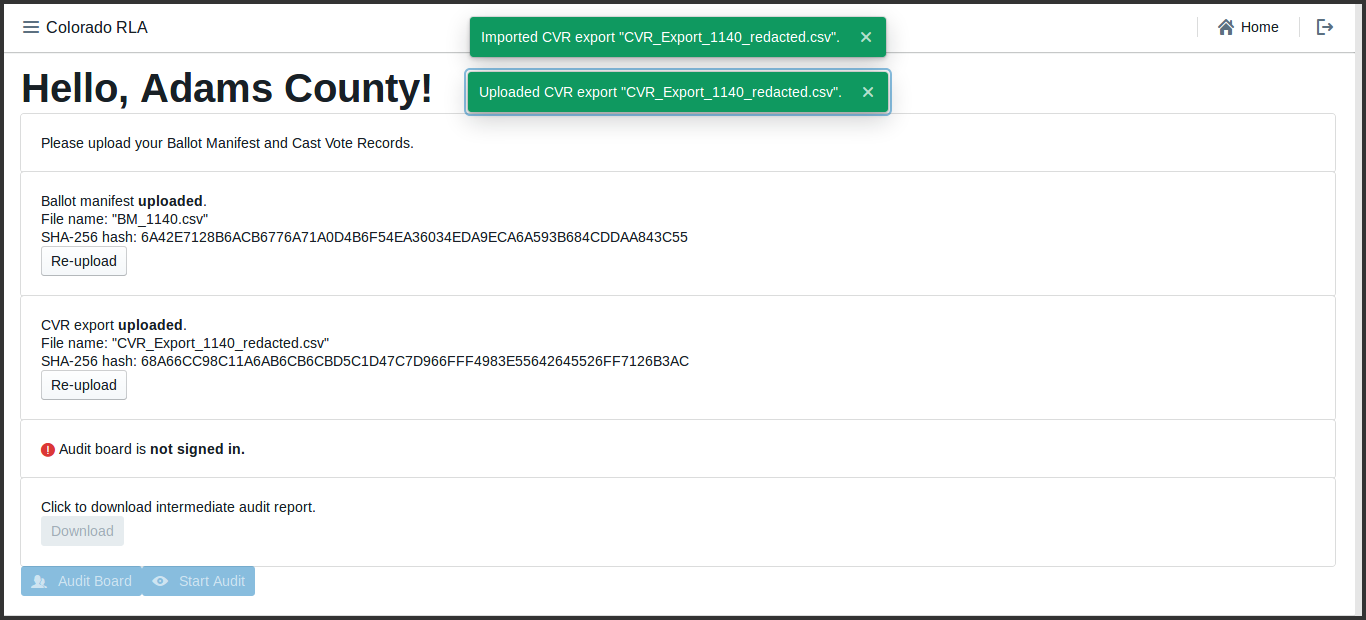 Colorado RLA
Imported CVR export "CVR_Export_1140_redacted.csv".
Home
Hello, Adams County!
Uploaded CVR export "CVR_Export_1140_redacted.csv".
Please upload your Ballot Manifest and Cast Vote Records.
Ballot manifest uploaded.
File name: "BM_1140.csv"
SHA-256 hash: 6A42E7128B6ACB6776A71A0D4B6F54EA36034EDA9ECA6A593B684CDDAA843C55
Re-upload
CVR export uploaded.
File name: "CVR_Export_1140_redacted.csv"
SHA-256 hash: 68A66CC98C11A6AB6CB6CBD5C1D47C7D966FFF4983E55642645526FF7126B3AC
Re-upload
Audit board is not signed in.
Click to download intermediate audit report.
Download
Audit Board
Start Audit